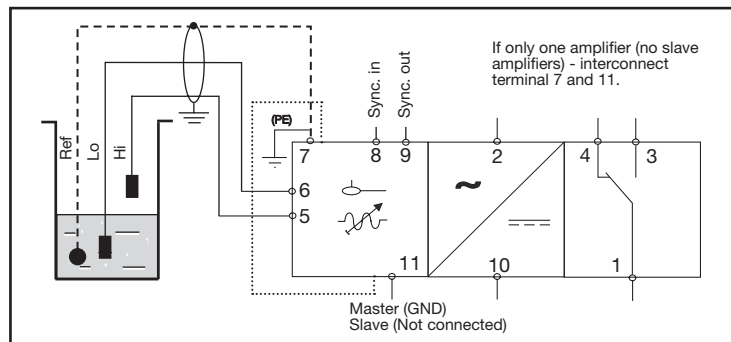 If only one amplifier (no slave
amplifiers) - interconnect
terminal 7 and 11.
Sync. in
Sync. out
(PE)
Ref
Lo
Hi
7
8
9
2
4
3
6
5
~
11
10
1
Master (GND)
Slave (Not connected)